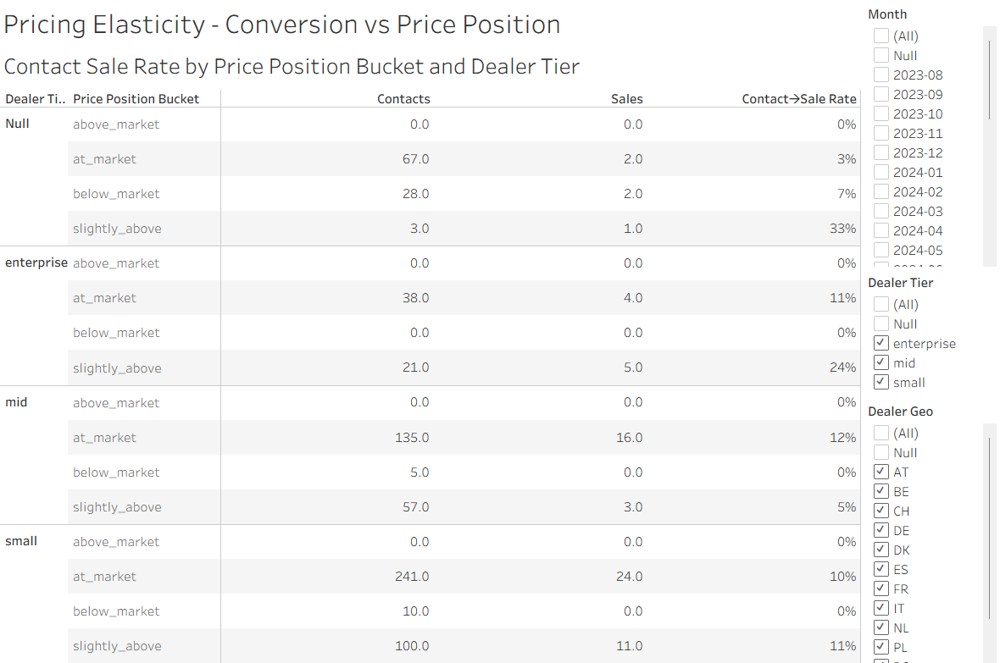 Pricing Elasticity - Conversion vs Price Position
Contact Sale Rate by Price Position Bucket and Dealer Tier
Dealer Ti.. Price Position Bucket Contacts Sales Contact→Sale Rate
Null above_market 0.0 0.0 0%
at_market 67.0 2.0 3%
below_market 28.0 2.0 7%
slightly_above 3.0 1.0 33%
enterprise above_market 0.0 0.0 0%
at_market 38.0 4.0 11%
below_market 0.0 0.0 0%
slightly_above 21.0 5.0 24%
mid above_market 0.0 0.0 0%
at_market 135.0 16.0 12%
below_market 5.0 0.0 0%
slightly_above 57.0 3.0 5%
small above_market 0.0 0.0 0%
at_market 241.0 24.0 10%
below_market 10.0 0.0 0%
slightly_above 100.0 11.0 11%
Month
(All)
Null
2023-08
2023-09
2023-10
2023-11
2023-12
2024-01
2024-02
2024-03
2024-04
2024-05
Dealer Tier
(All)
Null
enterprise
mid
small
Dealer Geo
(All)
Null
AT
BE
CH
DE
DK
ES
FR
IT
NL
PL